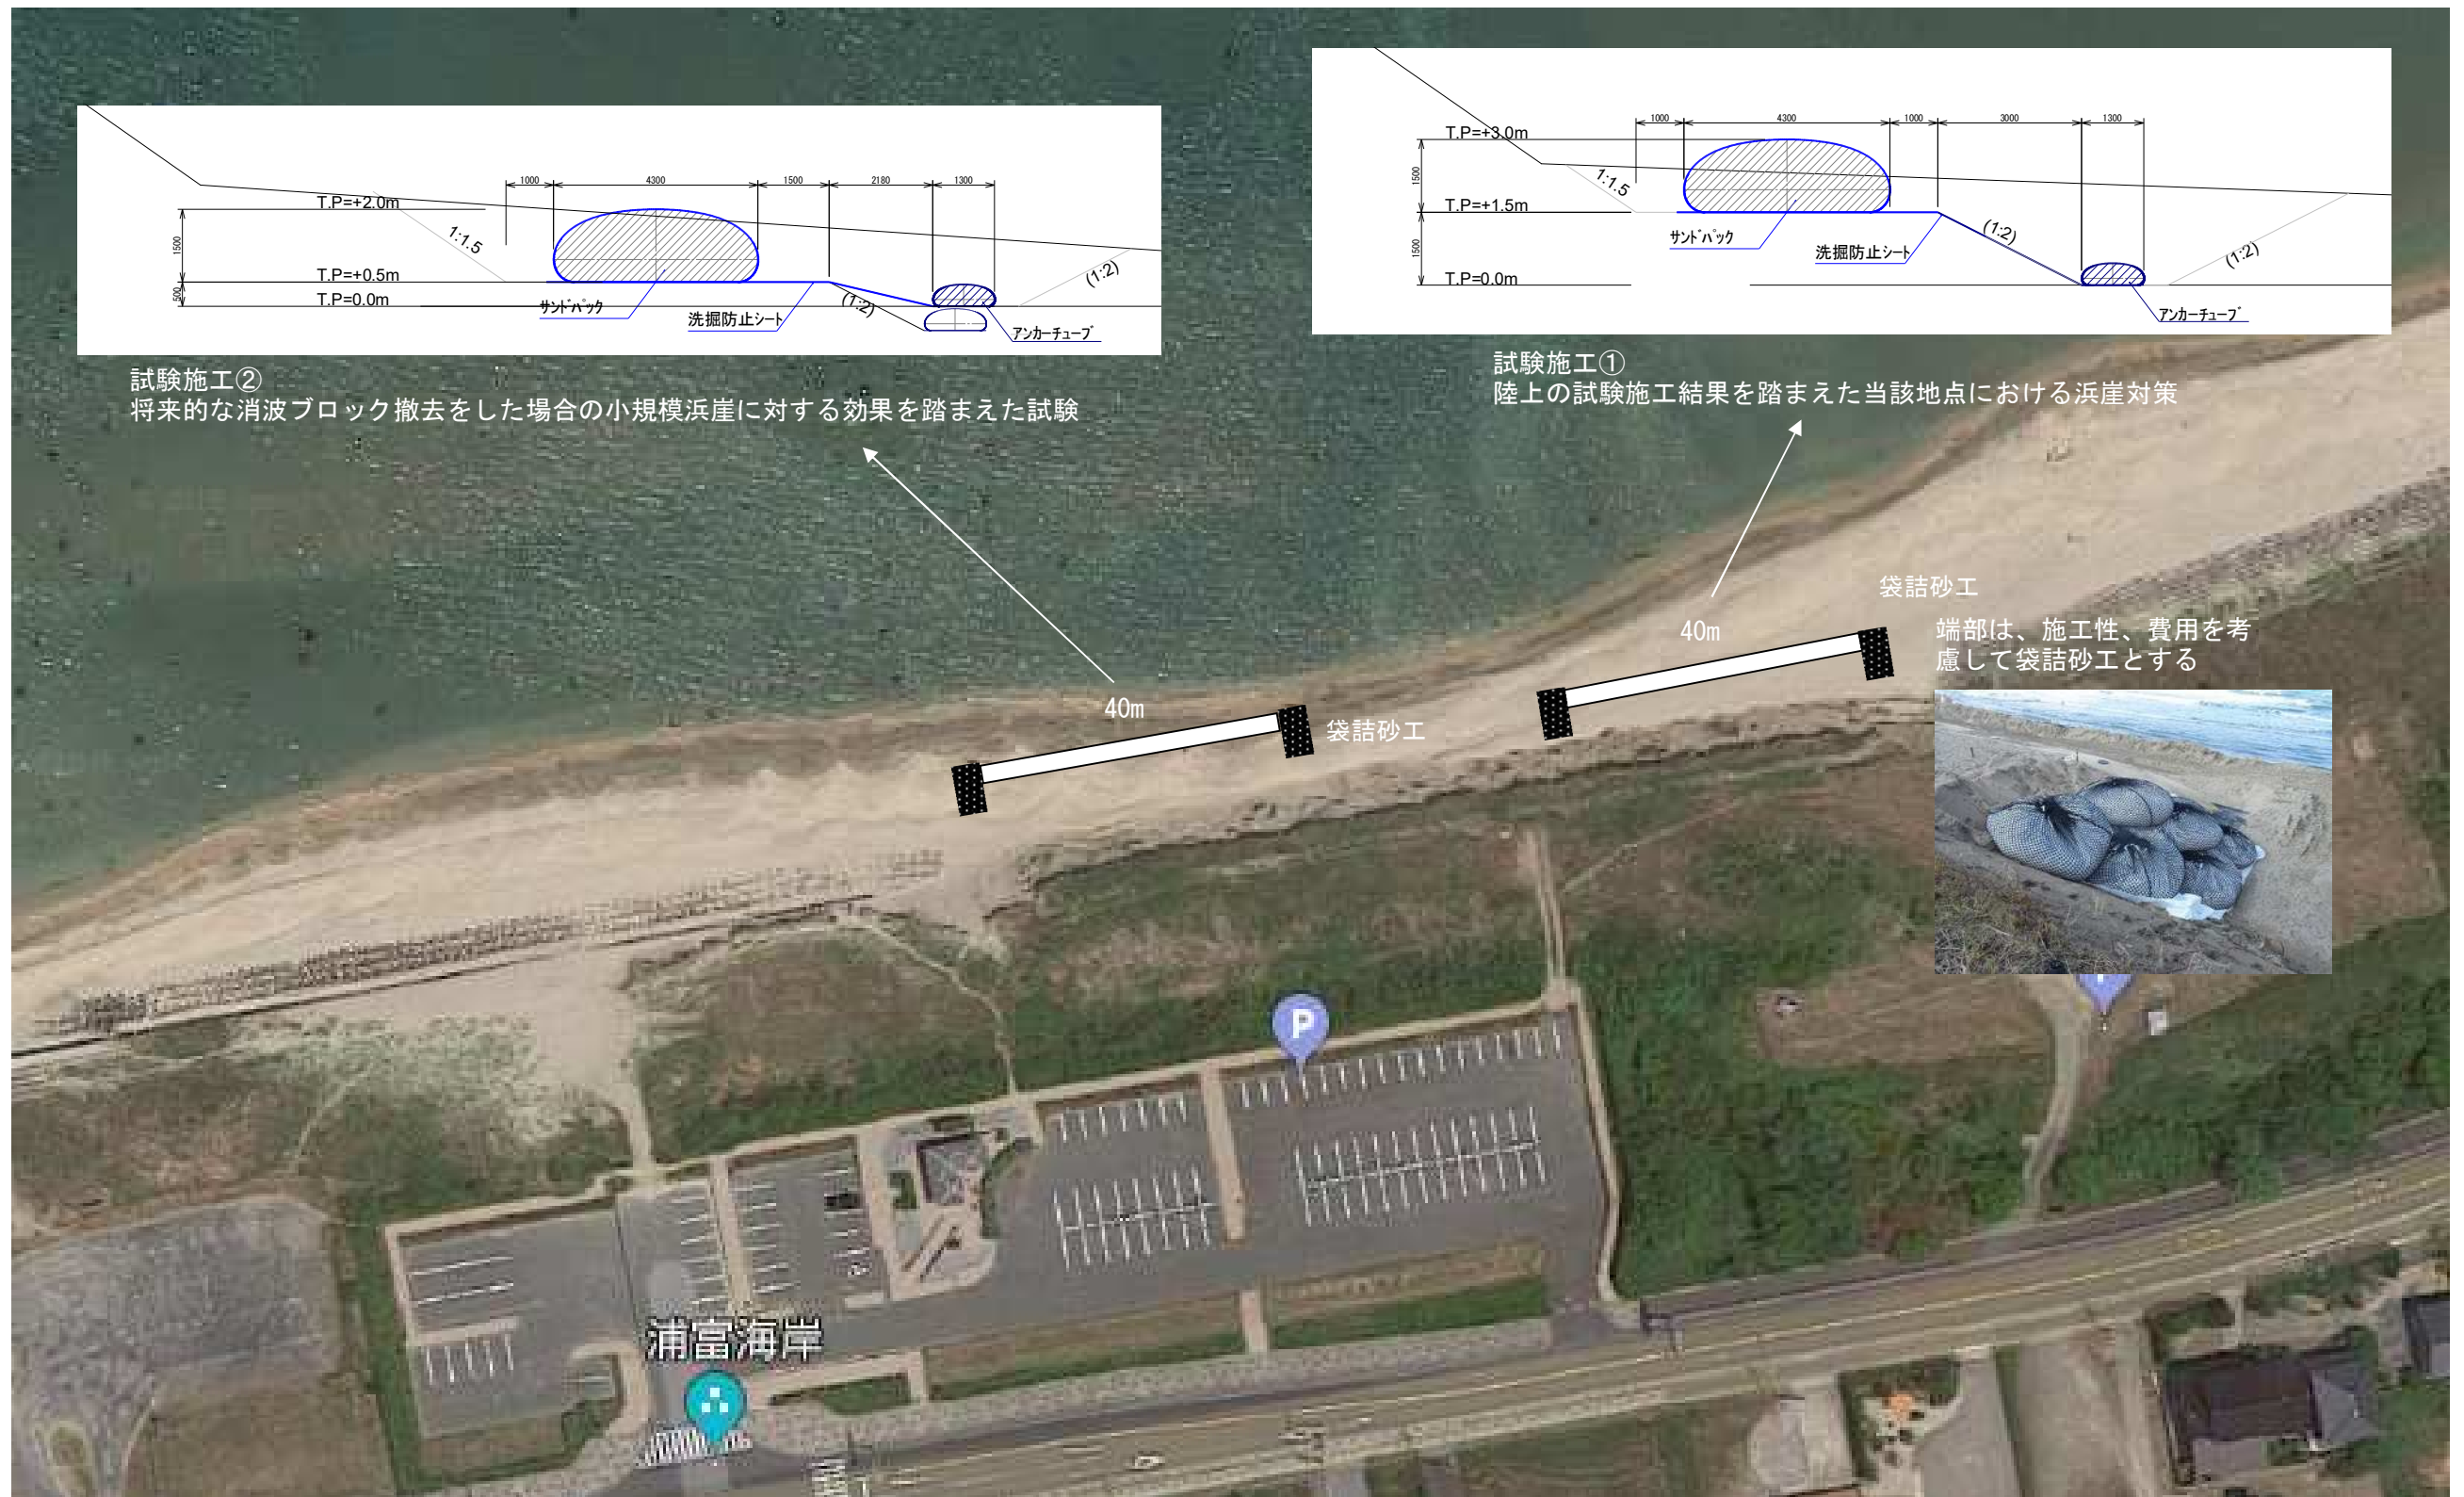 1000 4300 1500 2180 1300
T.P=+2.0m
1:1.5
1500
T.P=+0.5m
500
T.P=0.0m
サンドパック
洗掘防止シート
(1:2)
(1:2)
アンカーチューブ
試験施工②
将来的な消波ブロック撤去をした場合の小規模浜崖に対する効果を踏まえた試験
1000 4300 1000 3000 1300
T.P=+3.0m
1:1.5
1500
T.P=+1.5m
サンドパック
洗掘防止シート
(1:2)
(1:2)
1500
T.P=0.0m
アンカーチューブ
試験施工①
陸上の試験施工結果を踏まえた当該地点における浜崖対策
袋詰砂工
40m
端部は、施工性、費用を考
慮して袋詰砂工とする
40m
袋詰砂工
P
浦富海岸